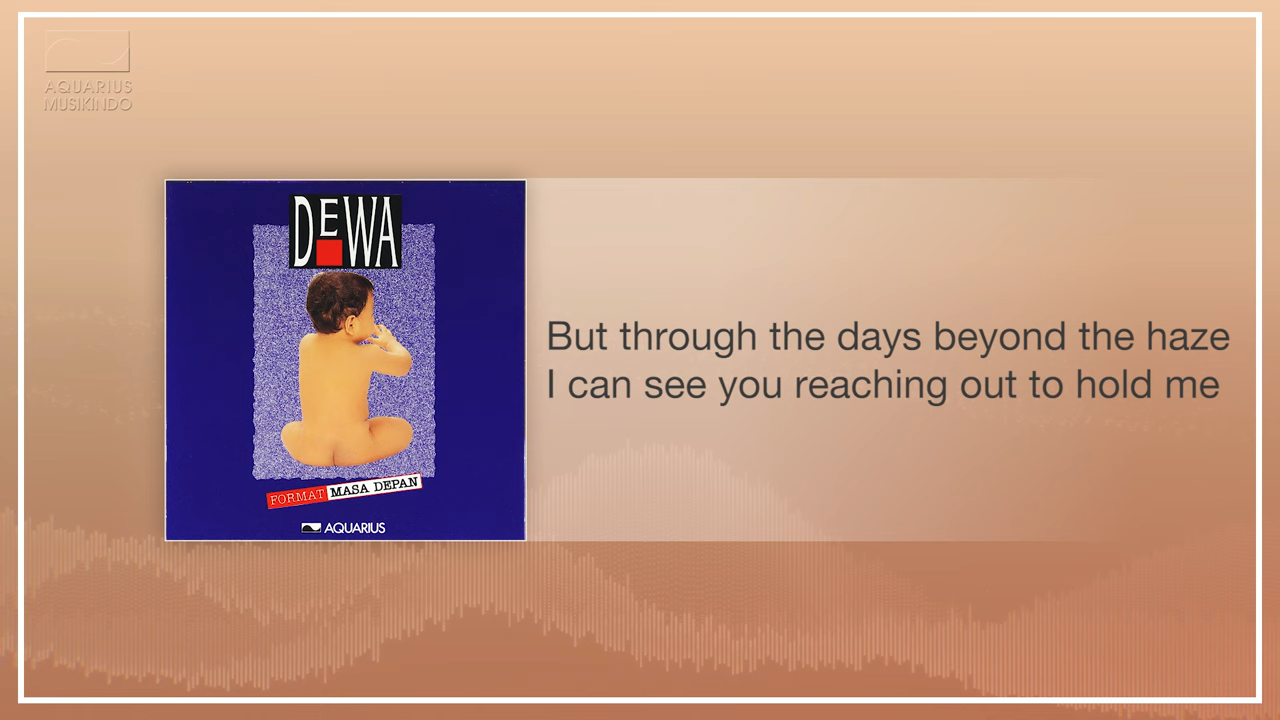 AQUARIUS
MUSIKINDO
DEWA
FORMAT MASA DEPAN
AQUARIUS
But through the days beyond the haze
I can see you reaching out to hold me